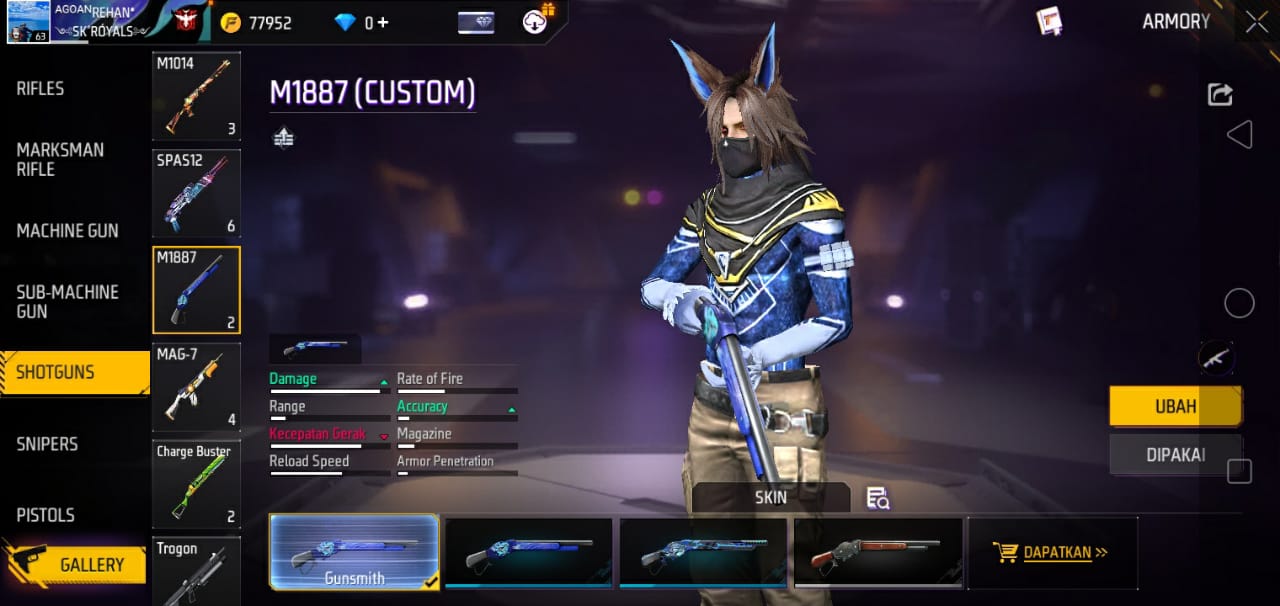 AGOAN REHAN*
SK*ROYALS
63
77952
0 +
ARMORY
RIFLES
MARKSMAN
RIFLE
MACHINE GUN
SUB-MACHINE
GUN
SHOTGUNS
SNIPERS
PISTOLS
GALLERY
M1014
3
SPAS12
6
M1887
2
MAG-7
4
Charge Buster
2
Trogon
M1887 (CUSTOM)
Damage
Rate of Fire
Range
Accuracy
Kecepatan Gerak
Magazine
Reload Speed
Armor Penetration
UBAH
DIPAKAI
SKIN
Gunsmith
DAPATKAN >>